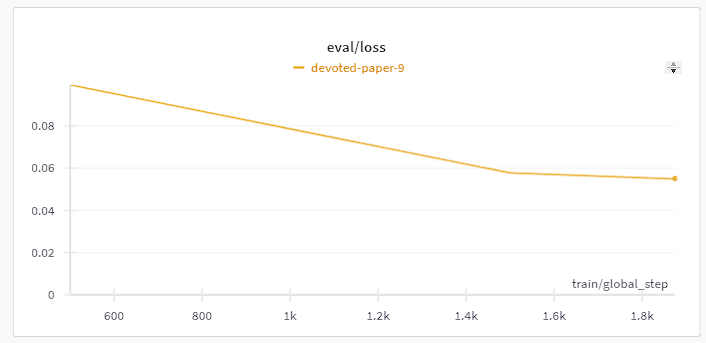 eval/loss
devoted-paper-9
0.08
0.06
0.04
0.02
0
train/global_step
600 800 1k 1.2k 1.4k 1.6k 1.8k